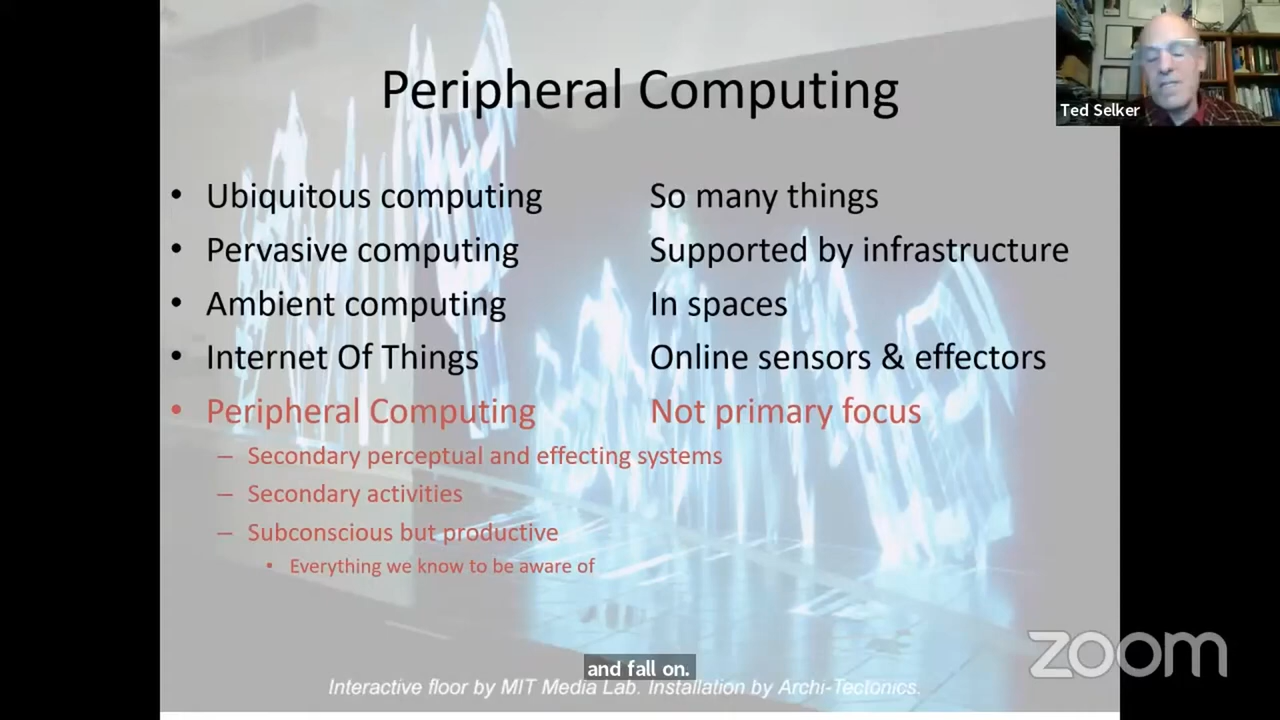 Peripheral Computing
Ted Selker
• Ubiquitous computing So many things
• Pervasive computing Supported by infrastructure
• Ambient computing In spaces
• Internet Of Things Online sensors & effectors
• Peripheral Computing Not primary focus
– Secondary perceptual and effecting systems
– Secondary activities
– Subconscious but productive
• Everything we know to be aware of
zoom
and fall on.
Interactive floor by MIT Media Lab. Installation by Archi-Tectonics.